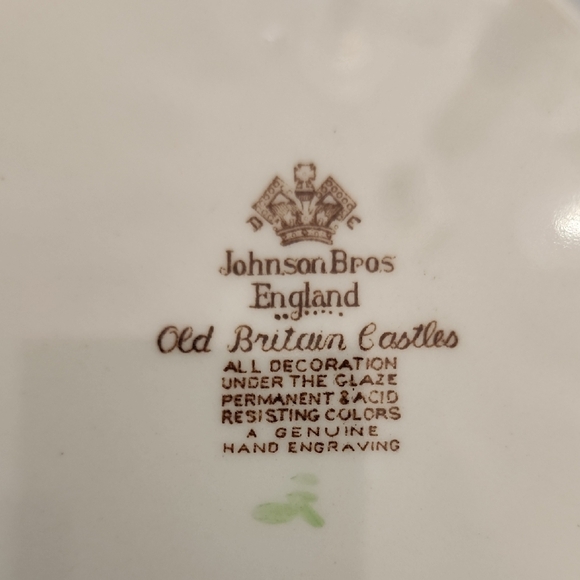 A C
Johnson Bros
England
Old Britain Castles
ALL DECORATION
UNDER THE GLAZE
PERMANENT & ACID
RESISTING COLORS
A GENUINE
HAND ENGRAVING